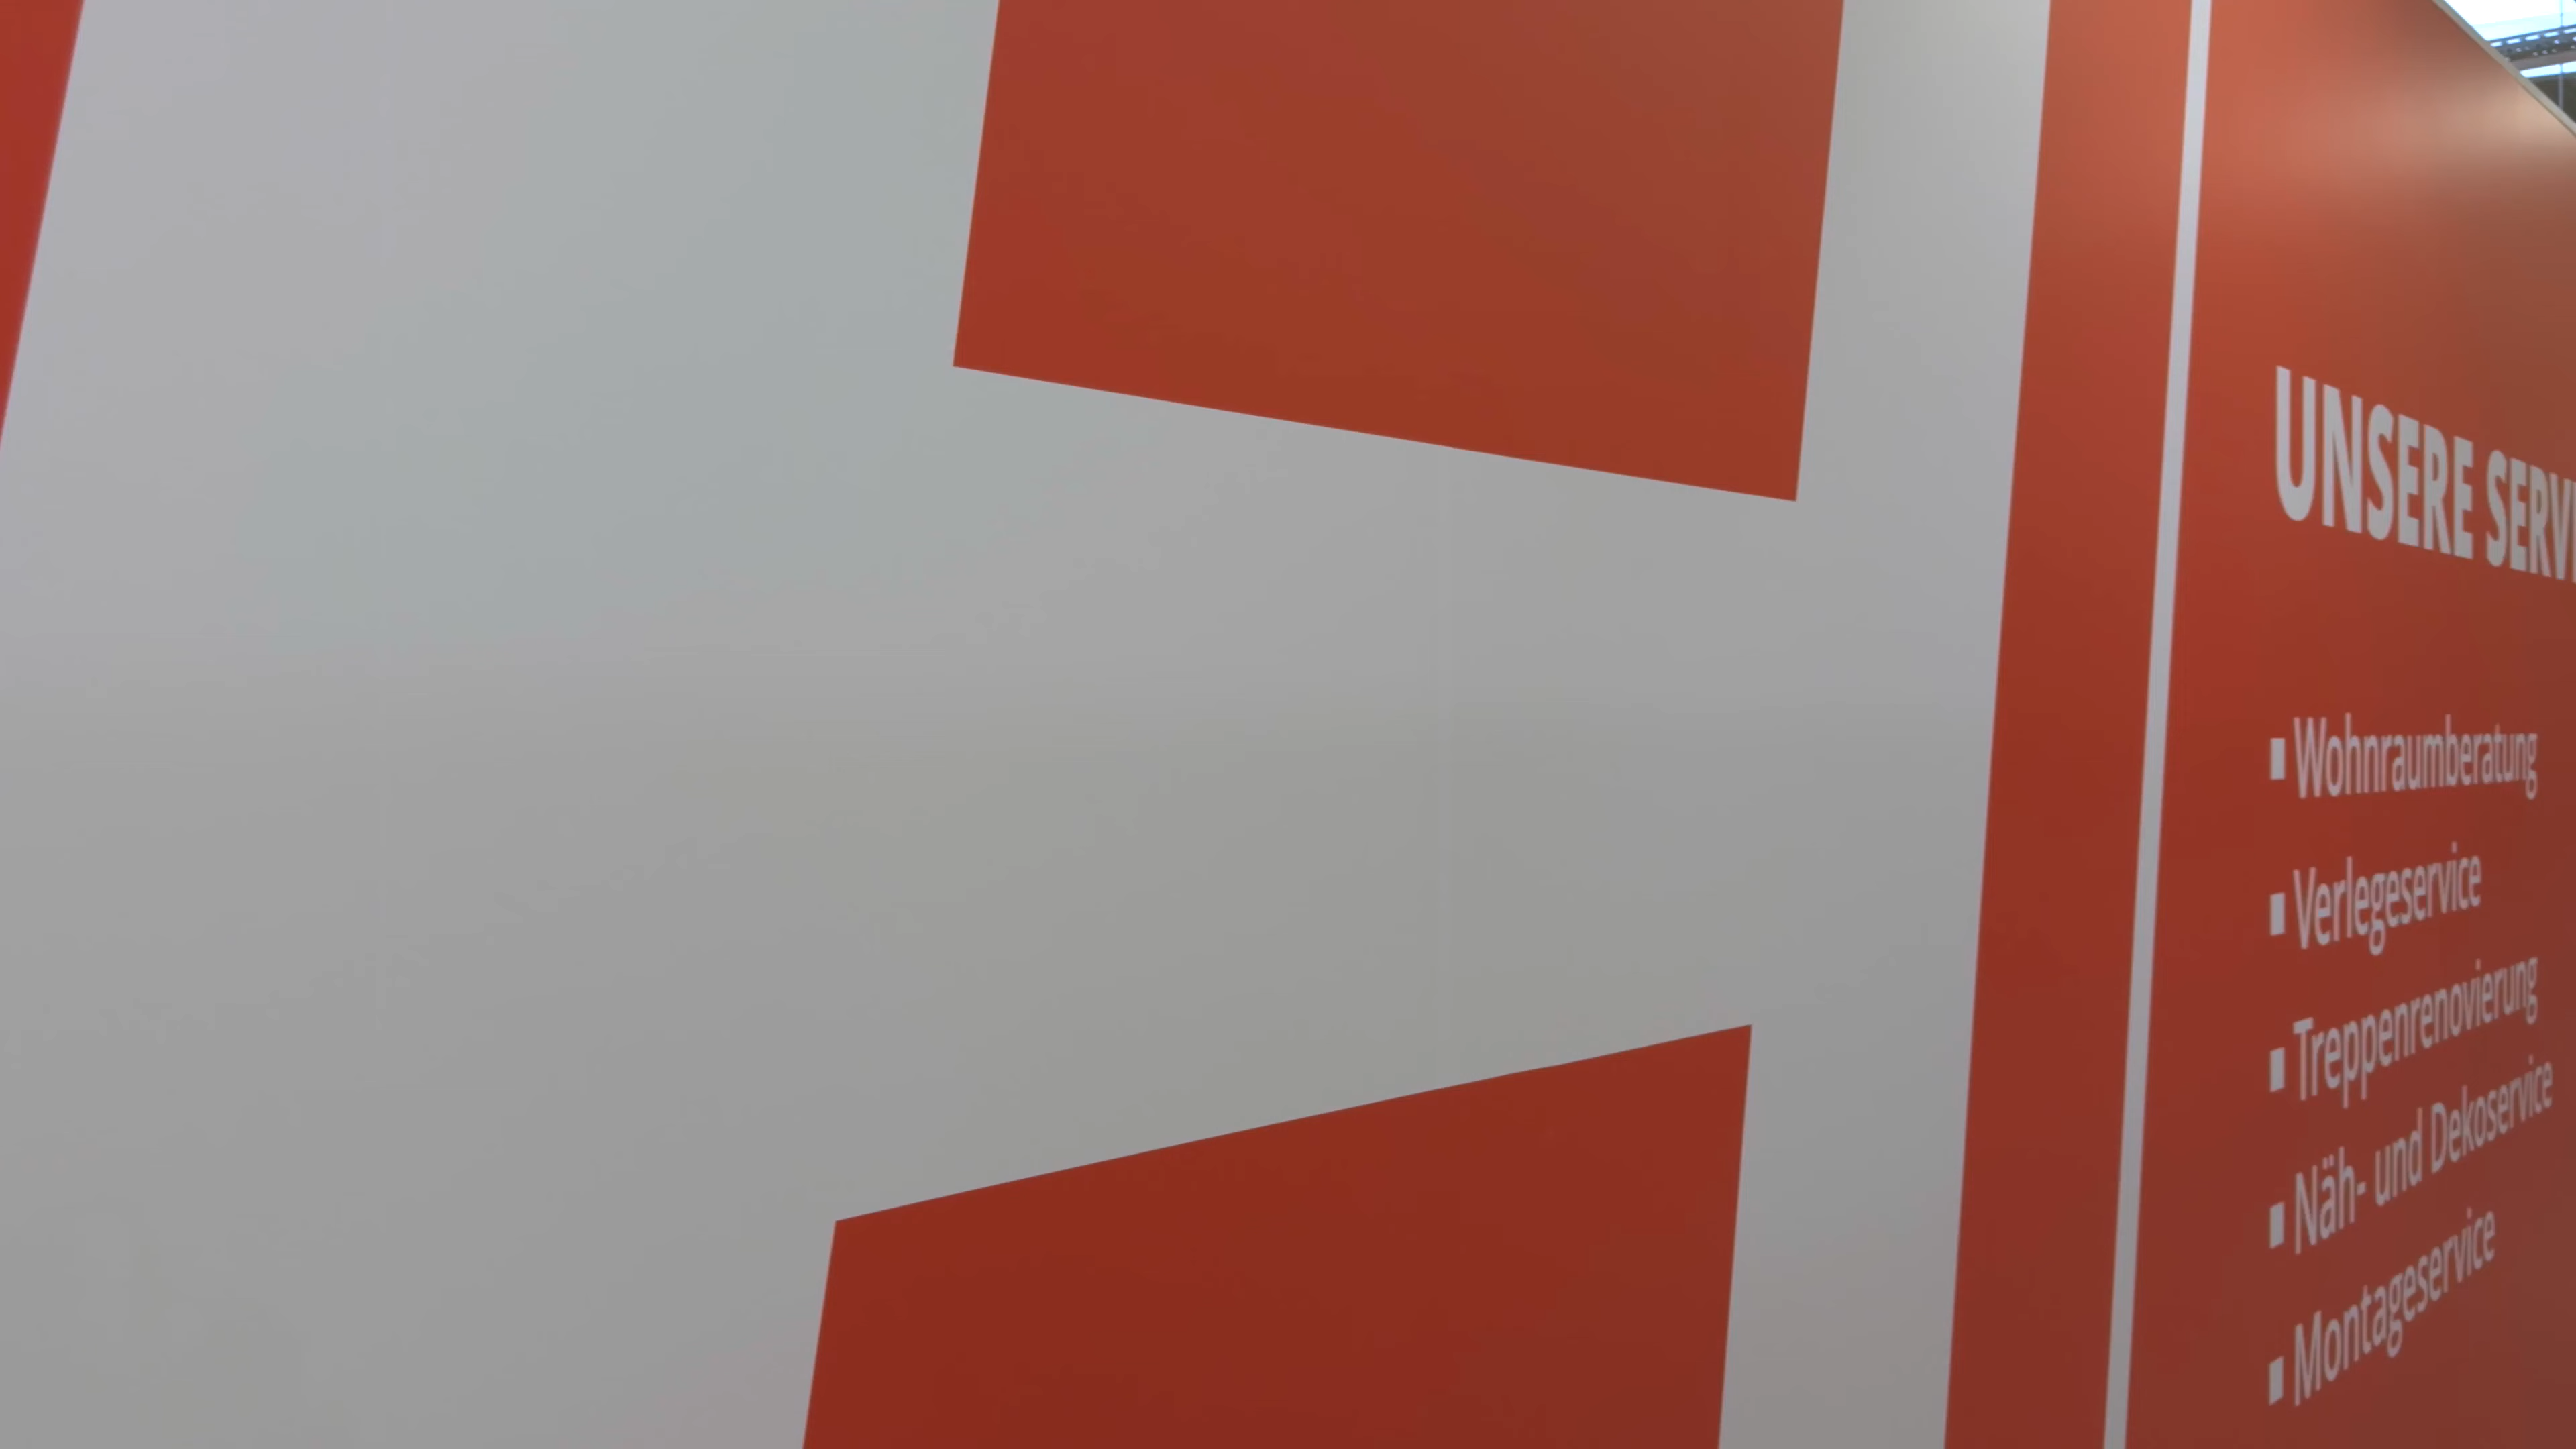 UNSERE SERV
▪ Wohnraumberatung
▪ Verlegeservice
▪ Treppenrenovierung
▪ Näh- und Dekoservice
▪ Montageservice